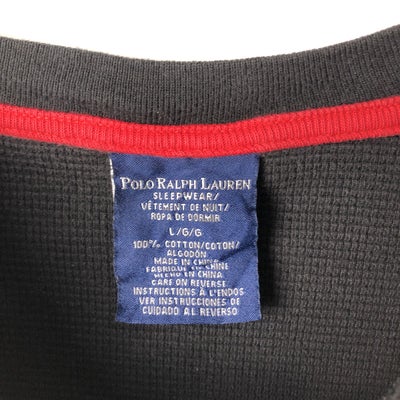 POLO RALPH LAUREN
SLEEPWEAR/
VÊTEMENT DE NUIT/
ROPA DE DORMIR
L/G/G
100% COTTON/COTON/
ALGODÓN
MADE IN CHINA
FABRIQUÉ EN CHINE
HECHO EN CHINA
CARE ON REVERSE
INSTRUCTIONS À L'ENDOS
VER INSTRUCCIONES DE
CUIDADO AL REVERSO